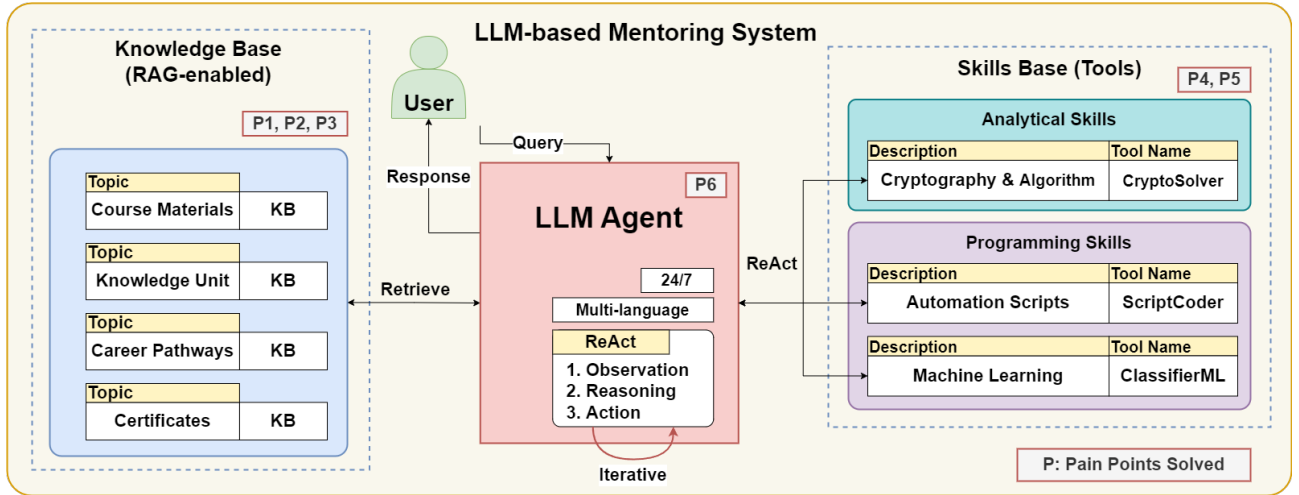 LLM-based Mentoring System
Knowledge Base
(RAG-enabled)
P1, P2, P3
Topic
Course Materials KB
Topic
Knowledge Unit KB
Topic
Career Pathways KB
Topic
Certificates KB
User
Query
Response
Retrieve
P6
LLM Agent
24/7
Multi-language
ReAct
1. Observation
2. Reasoning
3. Action
Iterative
ReAct
Skills Base (Tools)
P4, P5
Analytical Skills
Description Tool Name
Cryptography & Algorithm CryptoSolver
Programming Skills
Description Tool Name
Automation Scripts ScriptCoder
Description Tool Name
Machine Learning ClassifierML
P: Pain Points Solved